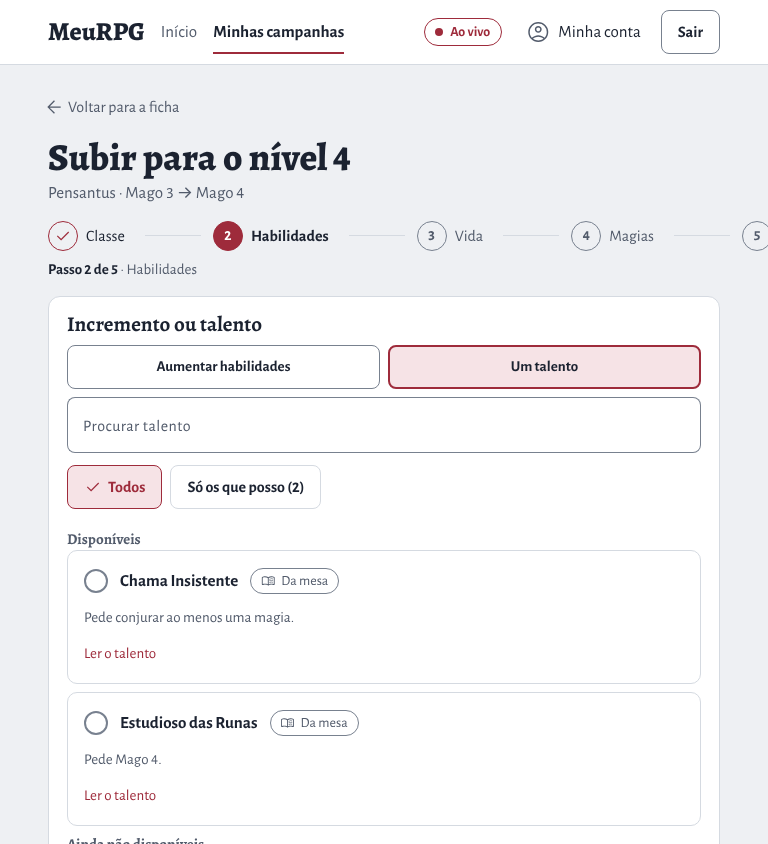 MeuRPG Início Minhas campanhas Ao vivo Minha conta Sair
Voltar para a ficha
Subir para o nível 4
Pensantus · Mago 3 → Mago 4
Classe 2 Habilidades 3 Vida 4 Magias 5
Passo 2 de 5 · Habilidades
Incremento ou talento
Aumentar habilidades Um talento
Procurar talento
Todos Só os que posso (2)
Disponíveis
Chama Insistente Da mesa
Pede conjurar ao menos uma magia.
Ler o talento
Estudioso das Runas Da mesa
Pede Mago 4.
Ler o talento
Ainda não disponíveis